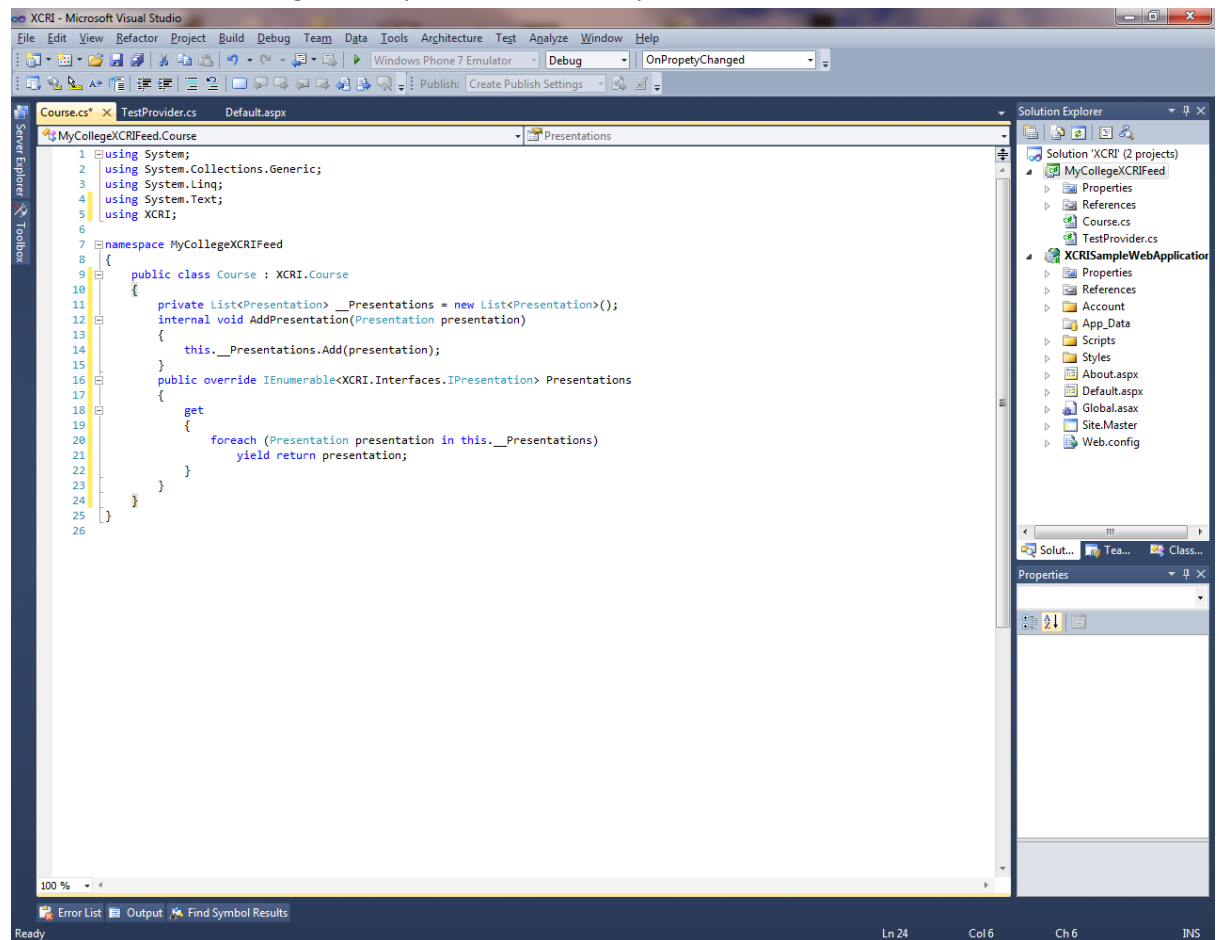 XCRI - Microsoft Visual Studio
File Edit View Refactor Project Build Debug Team Data Tools Architecture Test Analyze Window Help
Windows Phone 7 Emulator Debug OnPropetyChanged
Publish: Create Publish Settings
Server Explorer
Toolbox
Course.cs* TestProvider.cs Default.aspx
MyCollegeXCRIFeed.Course Presentations
1 using System;
2 using System.Collections.Generic;
3 using System.Linq;
4 using System.Text;
5 using XCRI;
6
7 namespace MyCollegeXCRIFeed
8 {
9 public class Course : XCRI.Course
10 {
11 private List<Presentation> __Presentations = new List<Presentation>();
12 internal void AddPresentation(Presentation presentation)
13 {
14 this.__Presentations.Add(presentation);
15 }
16 public override IEnumerable<XCRI.Interfaces.IPresentation> Presentations
17 {
18 get
19 {
20 foreach (Presentation presentation in this.__Presentations)
21 yield return presentation;
22 }
23 }
24 }
25 }
26
100 %
Solution Explorer
Solution 'XCRI' (2 projects)
MyCollegeXCRIFeed
Properties
References
Course.cs
TestProvider.cs
XCRISampleWebApplication
Properties
References
Account
App_Data
Scripts
Styles
About.aspx
Default.aspx
Global.asax
Site.Master
Web.config
Solut... Tea... Class...
Properties
Error List Output Find Symbol Results
Ready Ln 24 Col 6 Ch 6 INS